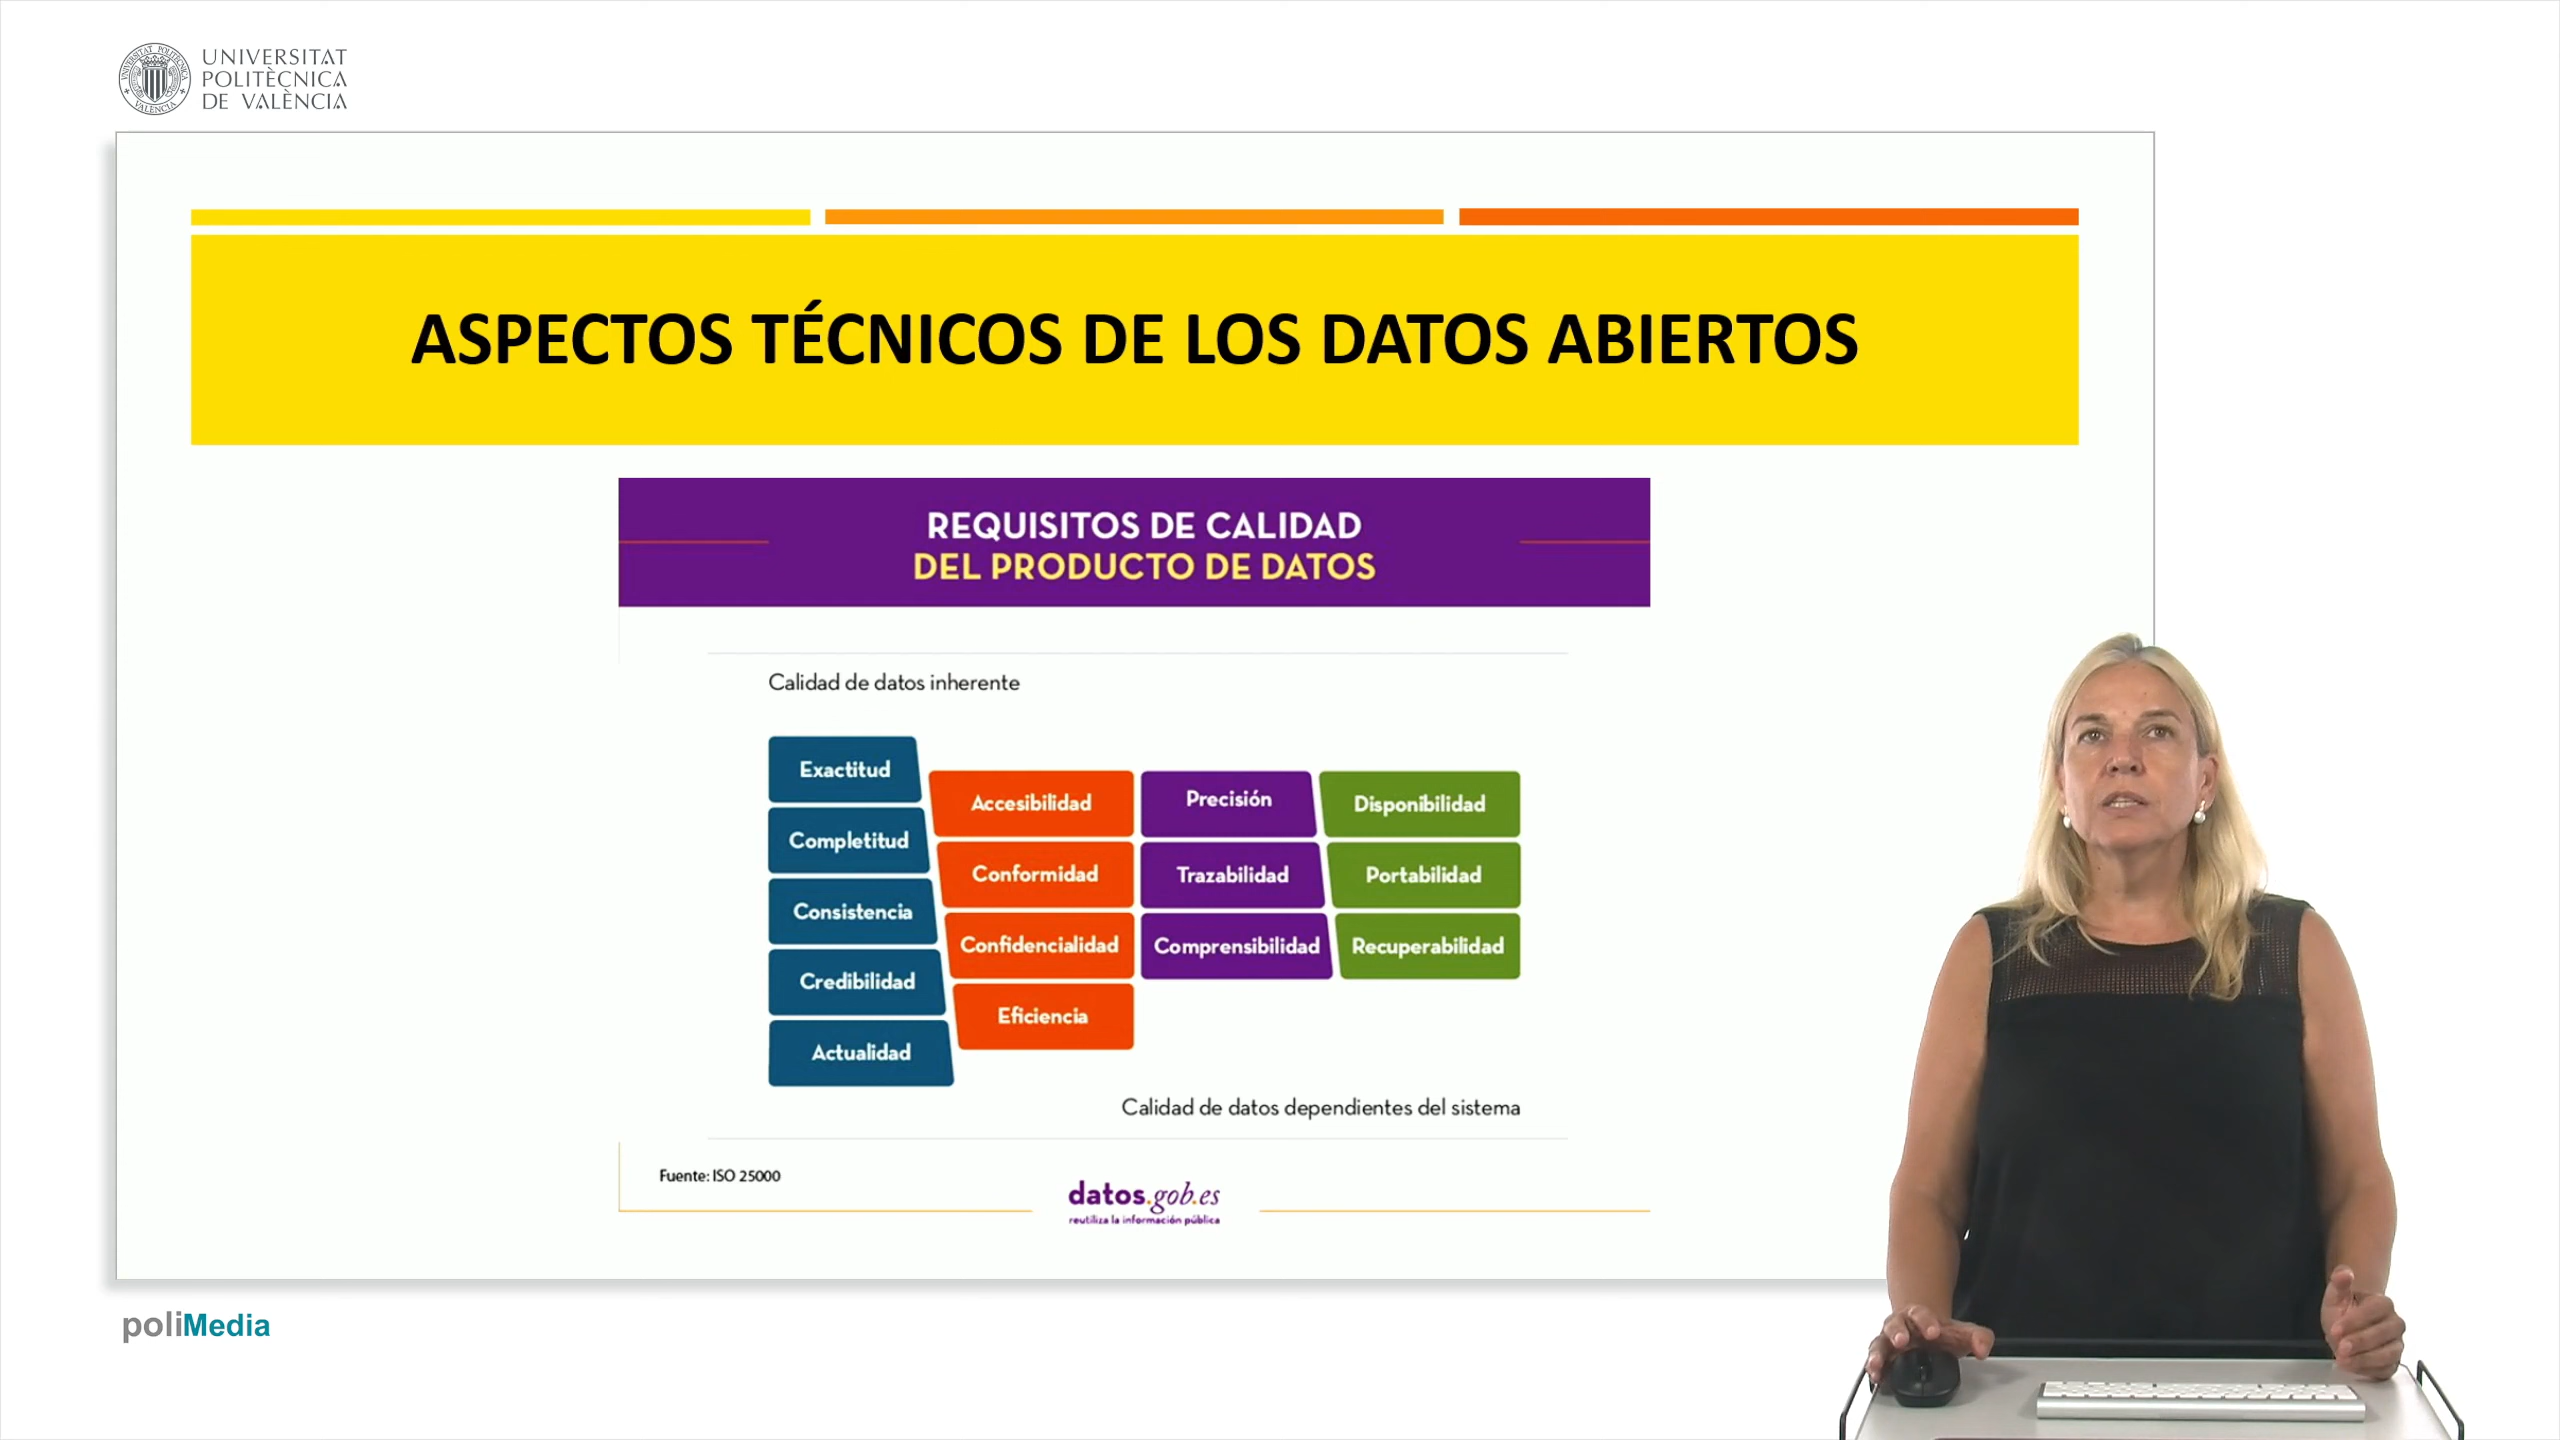 UNIVERSITAT
POLITÈCNICA
DE VALÈNCIA
ASPECTOS TÉCNICOS DE LOS DATOS ABIERTOS
REQUISITOS DE CALIDAD
DEL PRODUCTO DE DATOS
Calidad de datos inherente
Exactitud
Completitud
Consistencia
Credibilidad
Actualidad
Accesibilidad
Conformidad
Confidencialidad
Eficiencia
Precisión
Trazabilidad
Comprensibilidad
Disponibilidad
Portabilidad
Recuperabilidad
Calidad de datos dependientes del sistema
Fuente: ISO 25000
datos.gob.es
reutiliza la información pública
poliMedia